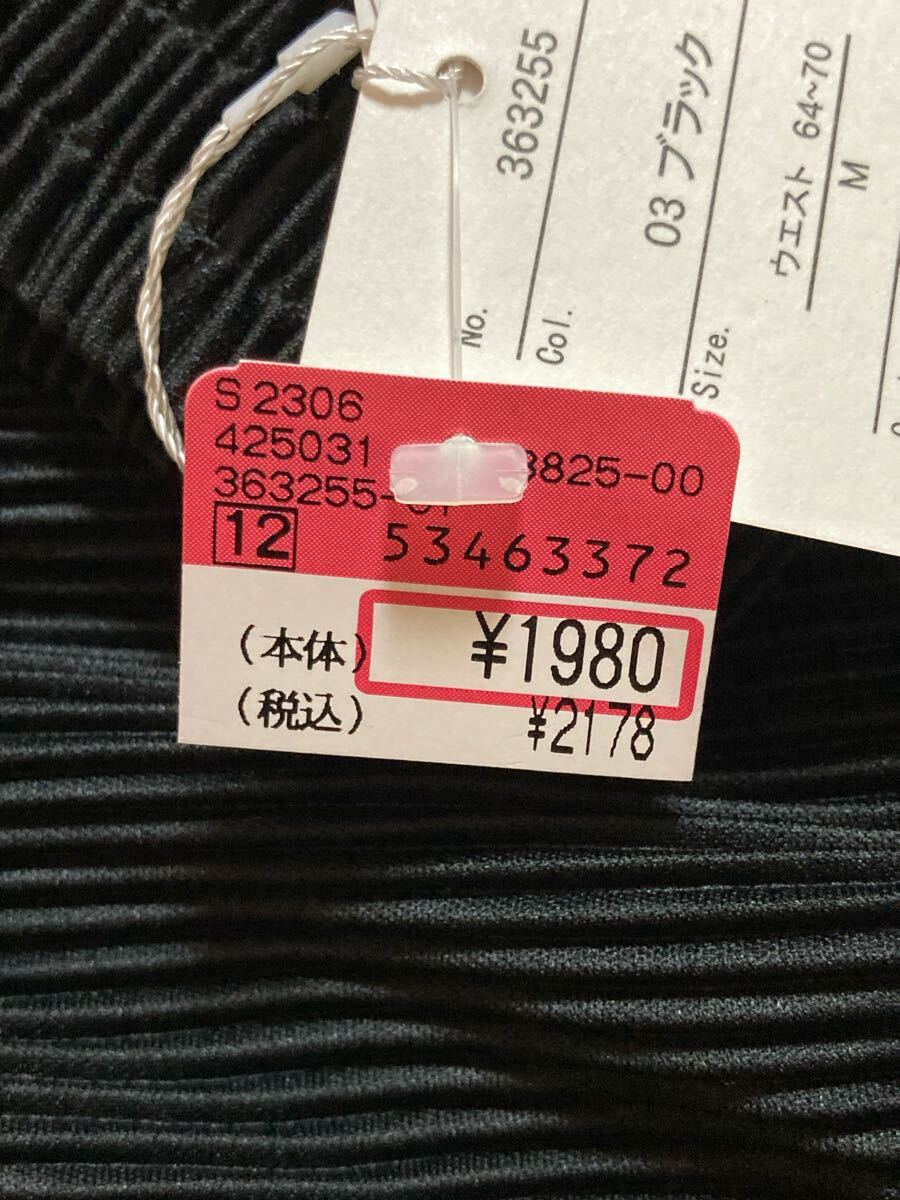 No. 363255
Col. 03 ブラック
Size. ウエスト 64~70
M
S 2306
425031 8825-00
363255-
12 53463372
(本体) ¥1980
(税込) ¥2178